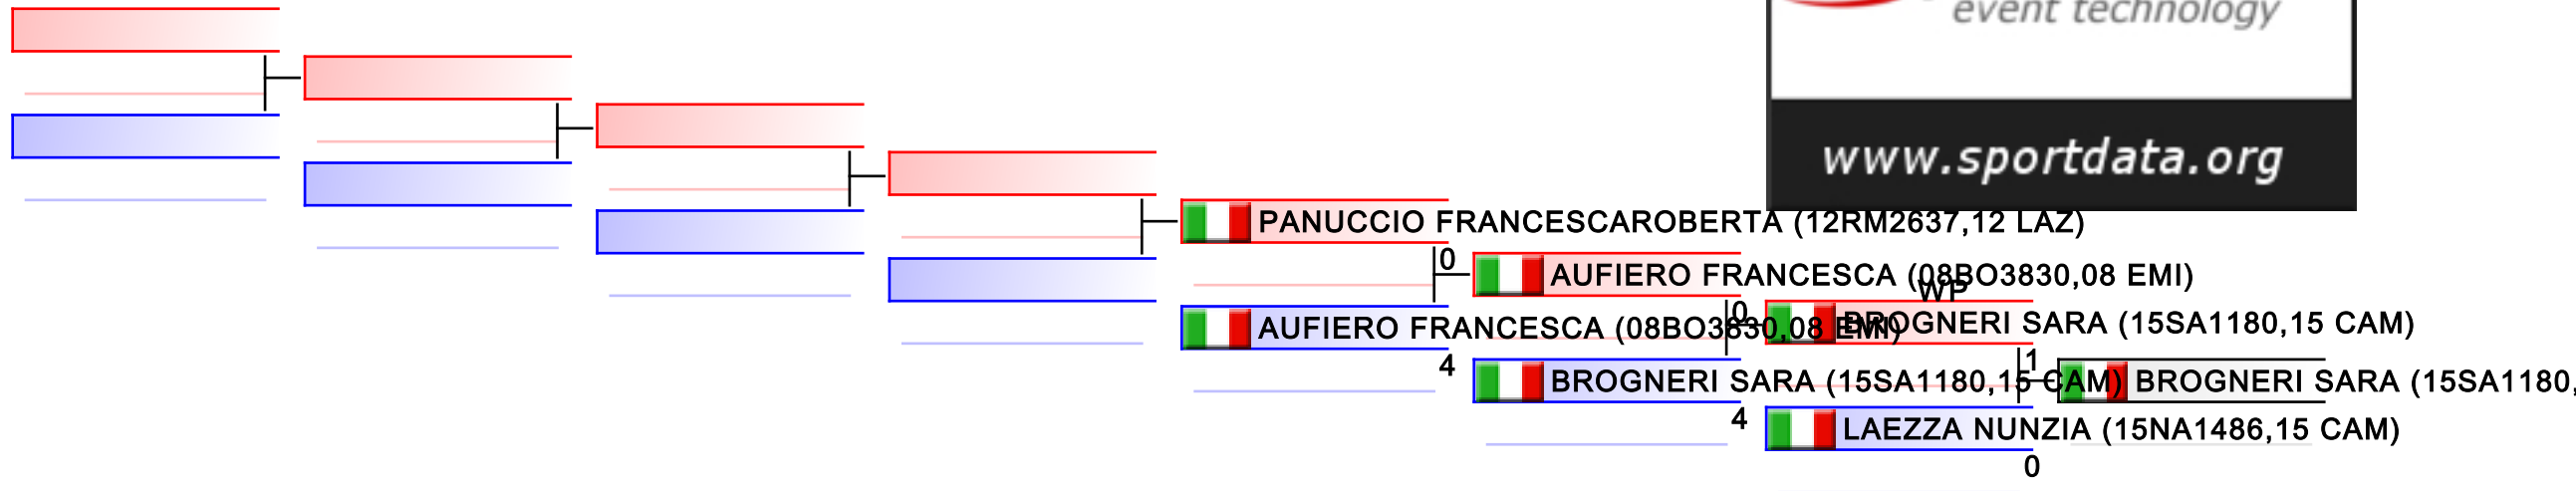 event technology
www.sportdata.org
PANUCCIO FRANCESCAROBERTA (12RM2637,12 LAZ)
0
AUFIERO FRANCESCA (08BO3830,08 EMI)
WP
0
BROGNERI SARA (15SA1180,15 CAM)
AUFIERO FRANCESCA (08BO3830,08 EMI)
4
1
BROGNERI SARA (15SA1180,15 CAM)
BROGNERI SARA (15SA1180,
4
LAEZZA NUNZIA (15NA1486,15 CAM)
0